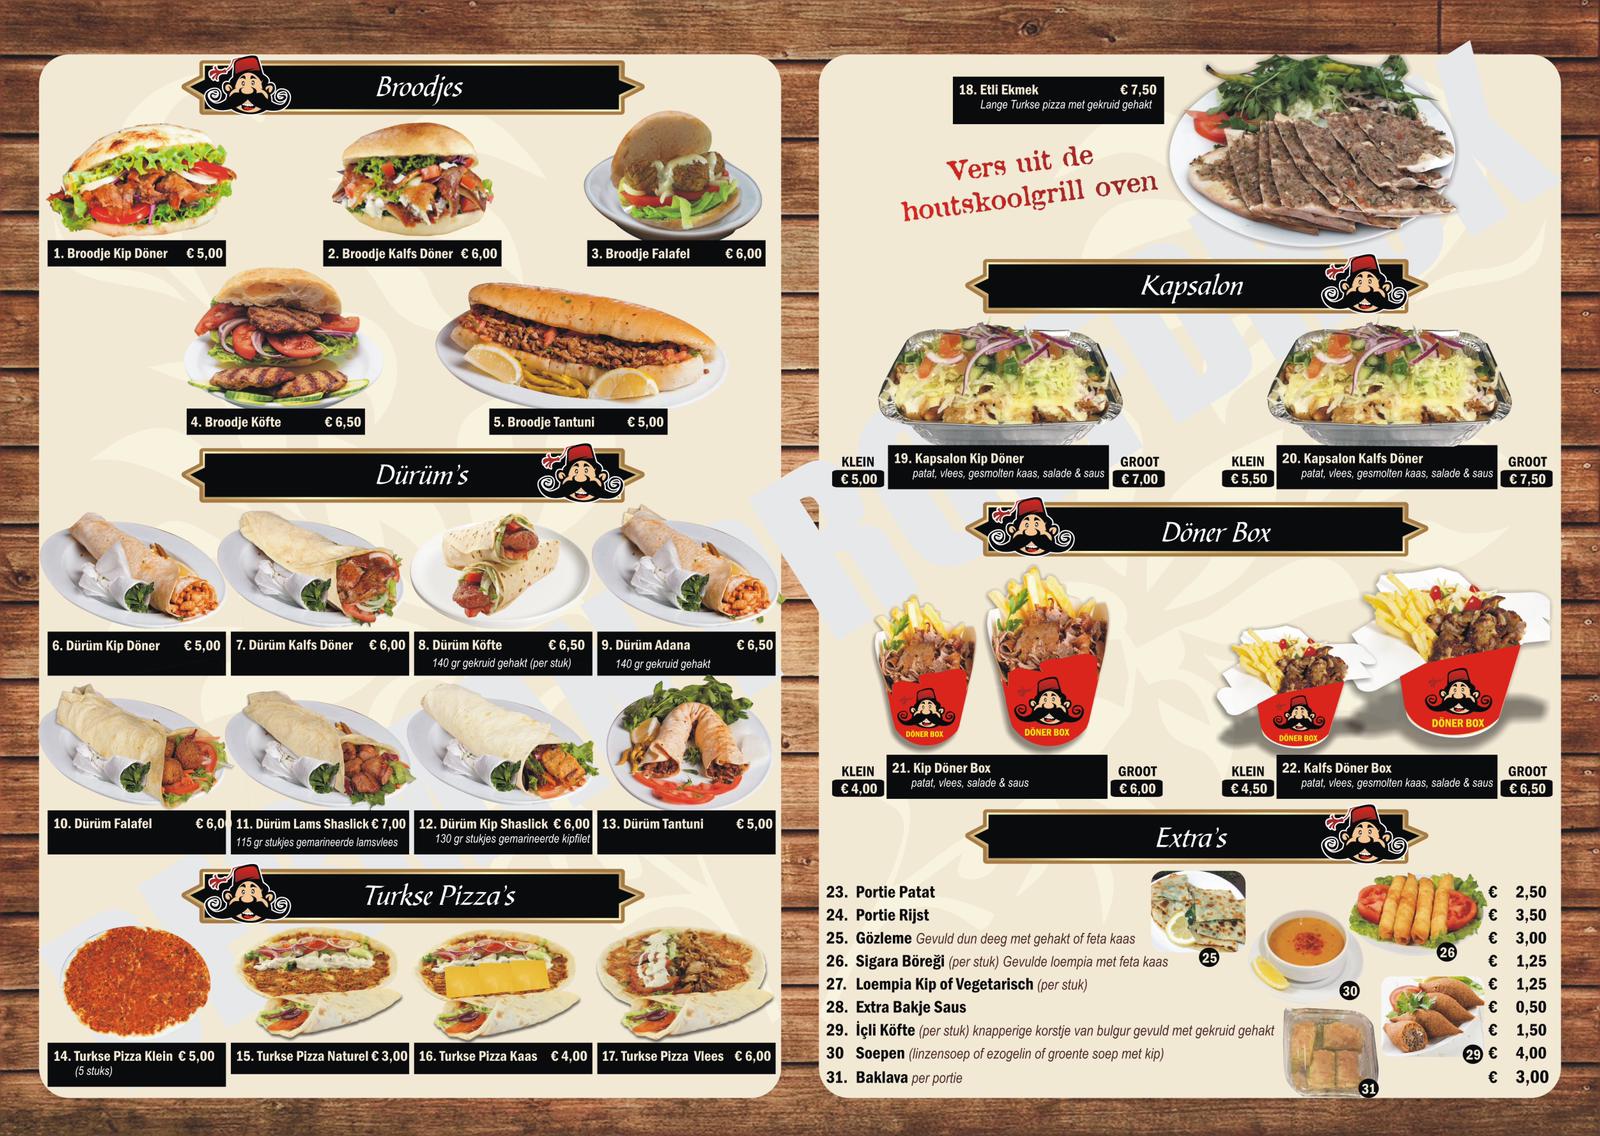 Broodjes
1. Broodje Kip Döner € 5,00
2. Broodje Kalfs Döner € 6,00
3. Broodje Falafel € 6,00
4. Broodje Köfte € 6,50
5. Broodje Tantuni € 5,00
Dürüm's
6. Dürüm Kip Döner € 5,00
7. Dürüm Kalfs Döner € 6,00
8. Dürüm Köfte € 6,50
140 gr gekruid gehakt (per stuk)
9. Dürüm Adana € 6,50
140 gr gekruid gehakt
10. Dürüm Falafel € 6,00
11. Dürüm Lams Shaslick € 7,00
115 gr stukjes gemarineerde lamsvlees
12. Dürüm Kip Shaslick € 6,00
130 gr stukjes gemarineerde kipfilet
13. Dürüm Tantuni € 5,00
Turkse Pizza's
14. Turkse Pizza Klein € 5,00
(5 stuks)
15. Turkse Pizza Naturel € 3,00
16. Turkse Pizza Kaas € 4,00
17. Turkse Pizza Vlees € 6,00
18. Etli Ekmek € 7,50
Lange Turkse pizza met gekruid gehakt
Vers uit de
houtskoolgrill oven
Kapsalon
KLEIN
€ 5,00
19. Kapsalon Kip Döner
patat, vlees, gesmolten kaas, salade & saus
GROOT
€ 7,00
KLEIN
€ 5,50
20. Kapsalon Kalfs Döner
patat, vlees, gesmolten kaas, salade & saus
GROOT
€ 7,50
Döner Box
DÖNER BOX
DÖNER BOX
DÖNER BOX
DÖNER BOX
KLEIN
€ 4,00
21. Kip Döner Box
patat, vlees, salade & saus
GROOT
€ 6,00
KLEIN
€ 4,50
22. Kalfs Döner Box
patat, vlees, gesmolten kaas, salade & saus
GROOT
€ 6,50
Extra's
23. Portie Patat € 2,50
24. Portie Rijst € 3,50
25. Gözleme Gevuld dun deeg met gehakt of feta kaas € 3,00
26. Sigara Böreği (per stuk) Gevulde loempia met feta kaas € 1,25
27. Loempia Kip of Vegetarisch (per stuk) € 1,25
28. Extra Bakje Saus € 0,50
29. İçli Köfte (per stuk) knapperige korstje van bulgur gevuld met gekruid gehakt € 1,50
30 Soepen (linzensoep of ezogelin of groente soep met kip) € 4,00
31. Baklava per portie € 3,00
25
26
30
29
31